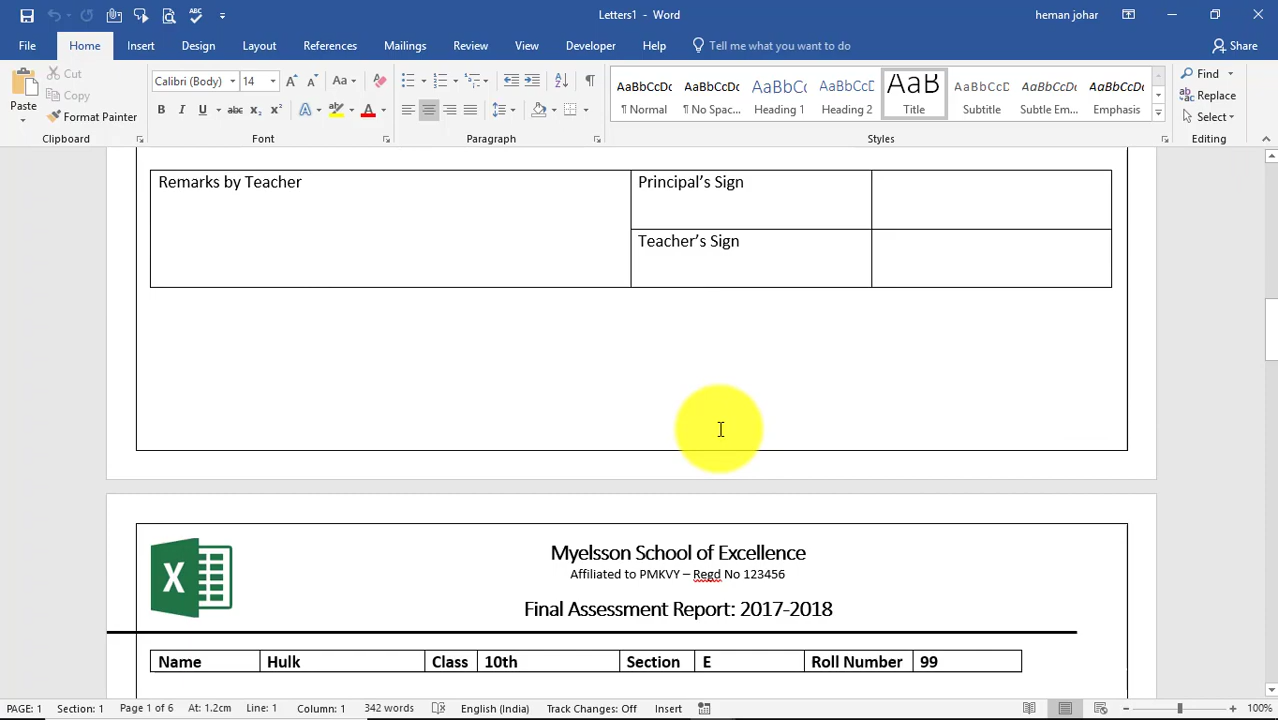 Letters1 - Word
heman johar
File Home Insert Design Layout References Mailings Review View Developer Help Tell me what you want to do Share
Paste
Cut
Copy
Format Painter
Clipboard
Calibri (Body) 14
Font
Paragraph
AaBbCcDc AaBbCcDc AaBbC AaBbCcC AaB AaBbCcD AaBbCcDc AaBbCcDc
¶ Normal ¶ No Spac... Heading 1 Heading 2 Title Subtitle Subtle Em... Emphasis
Styles
Find
Replace
Select
Editing
Remarks by Teacher Principal's Sign
Teacher's Sign
X
Myelsson School of Excellence
Affiliated to PMKVY – Regd No 123456
Final Assessment Report: 2017-2018
Name Hulk Class 10th Section E Roll Number 99
PAGE: 1 Section: 1 Page 1 of 6 At: 1.2cm Line: 1 Column: 1 342 words English (India) Track Changes: Off Insert 100%